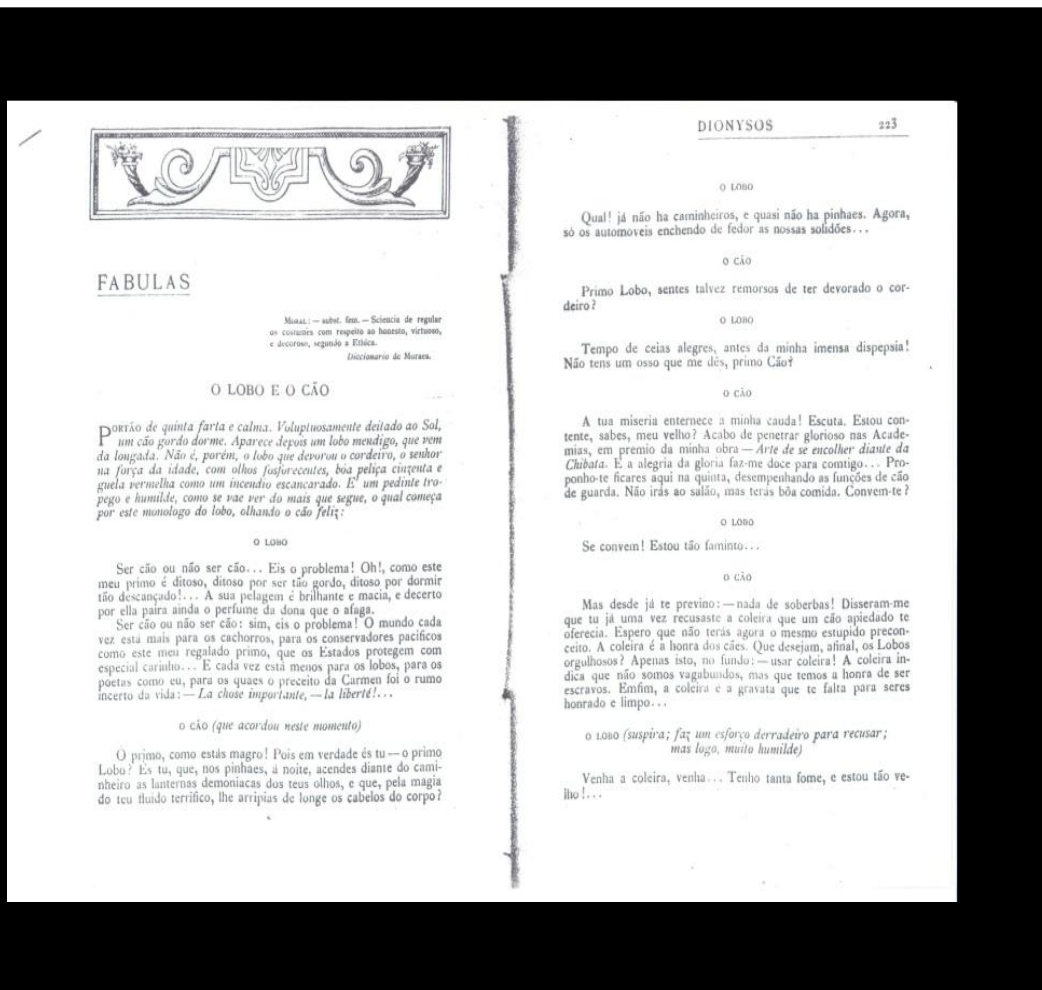 FABULAS
MORAL: — subst. fem. — Sciencia de regular
os costumes com respeito ao honesto, virtuoso,
e decoroso, segundo a Ethica.
Diccionario de Moraes.
O LOBO E O CÃO
PORTÃO de quinta farta e calma. Voluptuosamente deitado ao Sol,
um cão gordo dorme. Aparece depois um lobo mendigo, que vem
da longada. Não é, porém, o lobo que devorou o cordeiro, o senhor
na força da idade, com olhos fosforecentes, bôa peliça cinzenta e
guela vermelha como um incendio escancarado. E' um pedinte tro-
pego e humilde, como se vae ver do mais que segue, o qual começa
por este monologo do lobo, olhando o cão feliz:
O LOBO
Ser cão ou não ser cão... Eis o problema! Oh!, como este
meu primo é ditoso, ditoso por ser tão gordo, ditoso por dormir
tão descançado!... A sua pelagem é brilhante e macia, e decerto
por ella paira ainda o perfume da dona que o afaga.
Ser cão ou não ser cão: sim, eis o problema! O mundo cada
vez está mais para os cachorros, para os conservadores pacificos
como este meu regalado primo, que os Estados protegem com
especial carinho... E cada vez está menos para os lobos, para os
poetas como eu, para os quaes o preceito da Carmen foi o rumo
incerto da vida: — La chose importante, — la liberté!...
O CÃO (que acordou neste momento)
O primo, como estás magro! Pois em verdade és tu — o primo
Lobo? És tu, que, nos pinhaes, á noite, acendes diante do cami-
nheiro as lanternas demoniacas dos teus olhos, e que, pela magia
do teu fluido terrifico, lhe arripias de longe os cabelos do corpo?
DIONYSOS 223
O LOBO
Qual! já não ha caminheiros, e quasi não ha pinhaes. Agora,
só os automoveis enchendo de fedor as nossas solidões...
O CÃO
Primo Lobo, sentes talvez remorsos de ter devorado o cor-
deiro?
O LOBO
Tempo de ceias alegres, antes da minha imensa dispepsia!
Não tens um osso que me dês, primo Cão?
O CÃO
A tua miseria enternece a minha cauda! Escuta. Estou con-
tente, sabes, meu velho? Acabo de penetrar glorioso nas Acade-
mias, em premio da minha obra — Arte de se encolher diante da
Chibata. E a alegria da gloria faz-me doce para comtigo... Pro-
ponho-te ficares aqui na quinta, desempenhando as funções de cão
de guarda. Não irás ao salão, mas terás bôa comida. Convem-te?
O LOBO
Se convem! Estou tão faminto...
O CÃO
Mas desde já te previno: — nada de soberbas! Disseram-me
que tu já uma vez recusaste a coleira que um cão apiedado te
oferecia. Espero que não terás agora o mesmo estupido precon-
ceito. A coleira é a honra dos cães. Que desejam, afinal, os Lobos
orgulhosos? Apenas isto, no fundo: — usar coleira! A coleira in-
dica que não somos vagabundos, mas que temos a honra de ser
escravos. Emfim, a coleira é a gravata que te falta para seres
honrado e limpo...
O LOBO (suspira; faz um esforço derradeiro para recusar;
mas logo, muito humilde)
Venha a coleira, venha... Tenho tanta fome, e estou tão ve-
lho!...